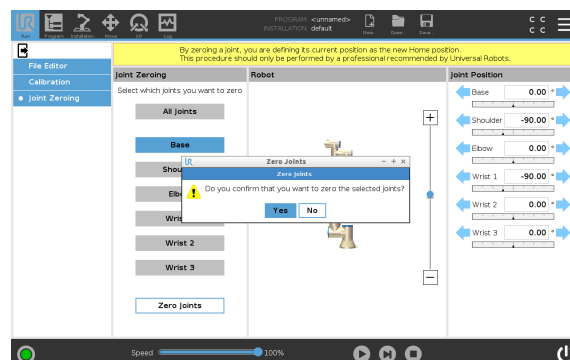 UR
PROGRAM <unnamed>
INSTALLATION default
C C
C C
Run
Program
Installation
Move
I/O
Log
New...
Open...
Save...
By zeroing a joint, you are defining its current position as the new Home position.
This procedure should only be performed by a professional recommended by Universal Robots.
File Editor
Calibration
Joint Zeroing
Joint Zeroing
Select which joints you want to zero
All Joints
Base
Shou
Elb
Wris
Wrist 2
Wrist 3
Zero Joints
Robot
UR
Zero Joints
Zero Joints
Do you confirm that you want to zero the selected joints?
Yes
No
Joint Position
Base 0.00 °
Shoulder -90.00 °
Elbow 0.00 °
Wrist 1 -90.00 °
Wrist 2 0.00 °
Wrist 3 0.00 °
Speed 100%